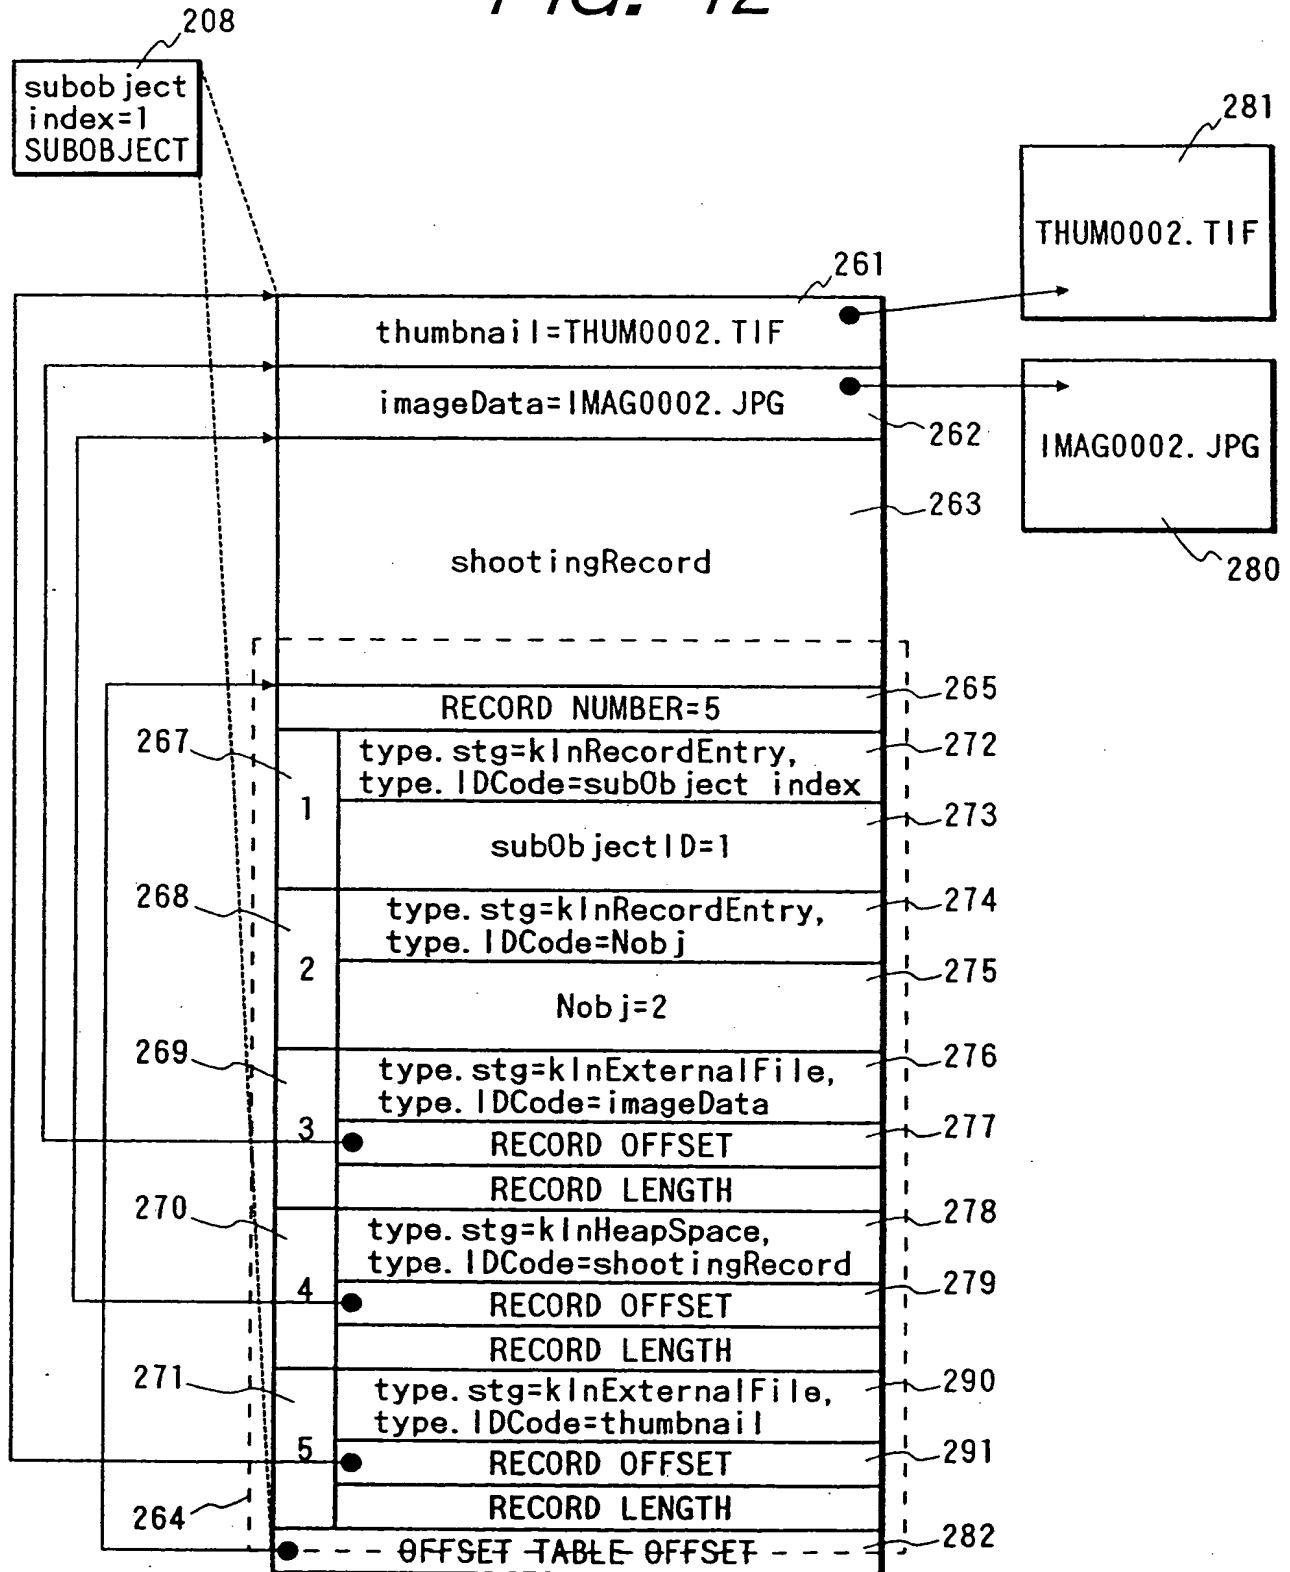 FIG. 12
208
subobject
index=1
SUBOBJECT
281
THUM0002.TIF
261
thumbnail=THUM0002.TIF
imageData=IMAG0002.JPG
262
IMAG0002.JPG
263
280
shootingRecord
265
RECORD NUMBER=5
267
272
type.stg=kInRecordEntry,
type.IDCode=subObject index
1
273
subObjectID=1
268
274
type.stg=kInRecordEntry,
type.IDCode=Nobj
2
275
Nobj=2
269
276
type.stg=kInExternalFile,
type.IDCode=imageData
3
277
RECORD OFFSET
RECORD LENGTH
270
278
type.stg=kInHeapSpace,
type.IDCode=shootingRecord
4
279
RECORD OFFSET
RECORD LENGTH
271
290
type.stg=kInExternalFile,
type.IDCode=thumbnail
5
291
RECORD OFFSET
RECORD LENGTH
264
282
OFFSET TABLE OFFSET